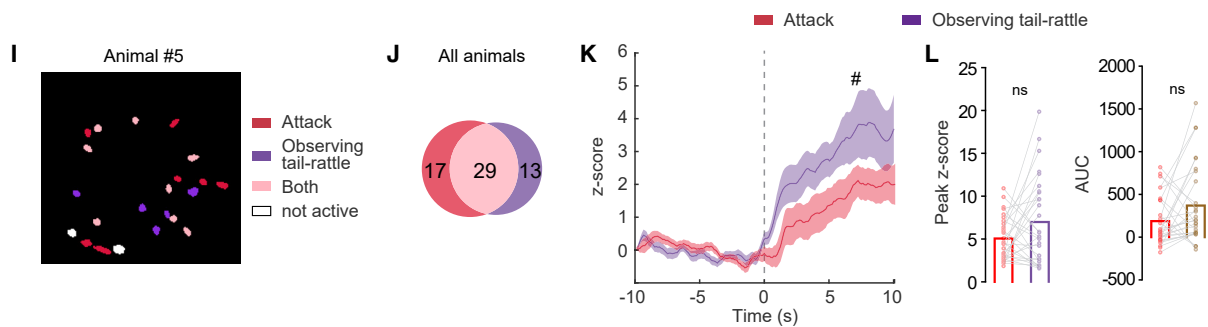 Attack
Observing tail-rattle
I
Animal #5
Attack
Observing
tail-rattle
Both
not active
J
All animals
17
29
13
K
z-score
6
5
4
3
2
1
0
-10
-5
0
5
10
Time (s)
#
L
Peak z-score
25
20
15
10
5
0
ns
AUC
2000
1500
1000
500
0
-500
ns